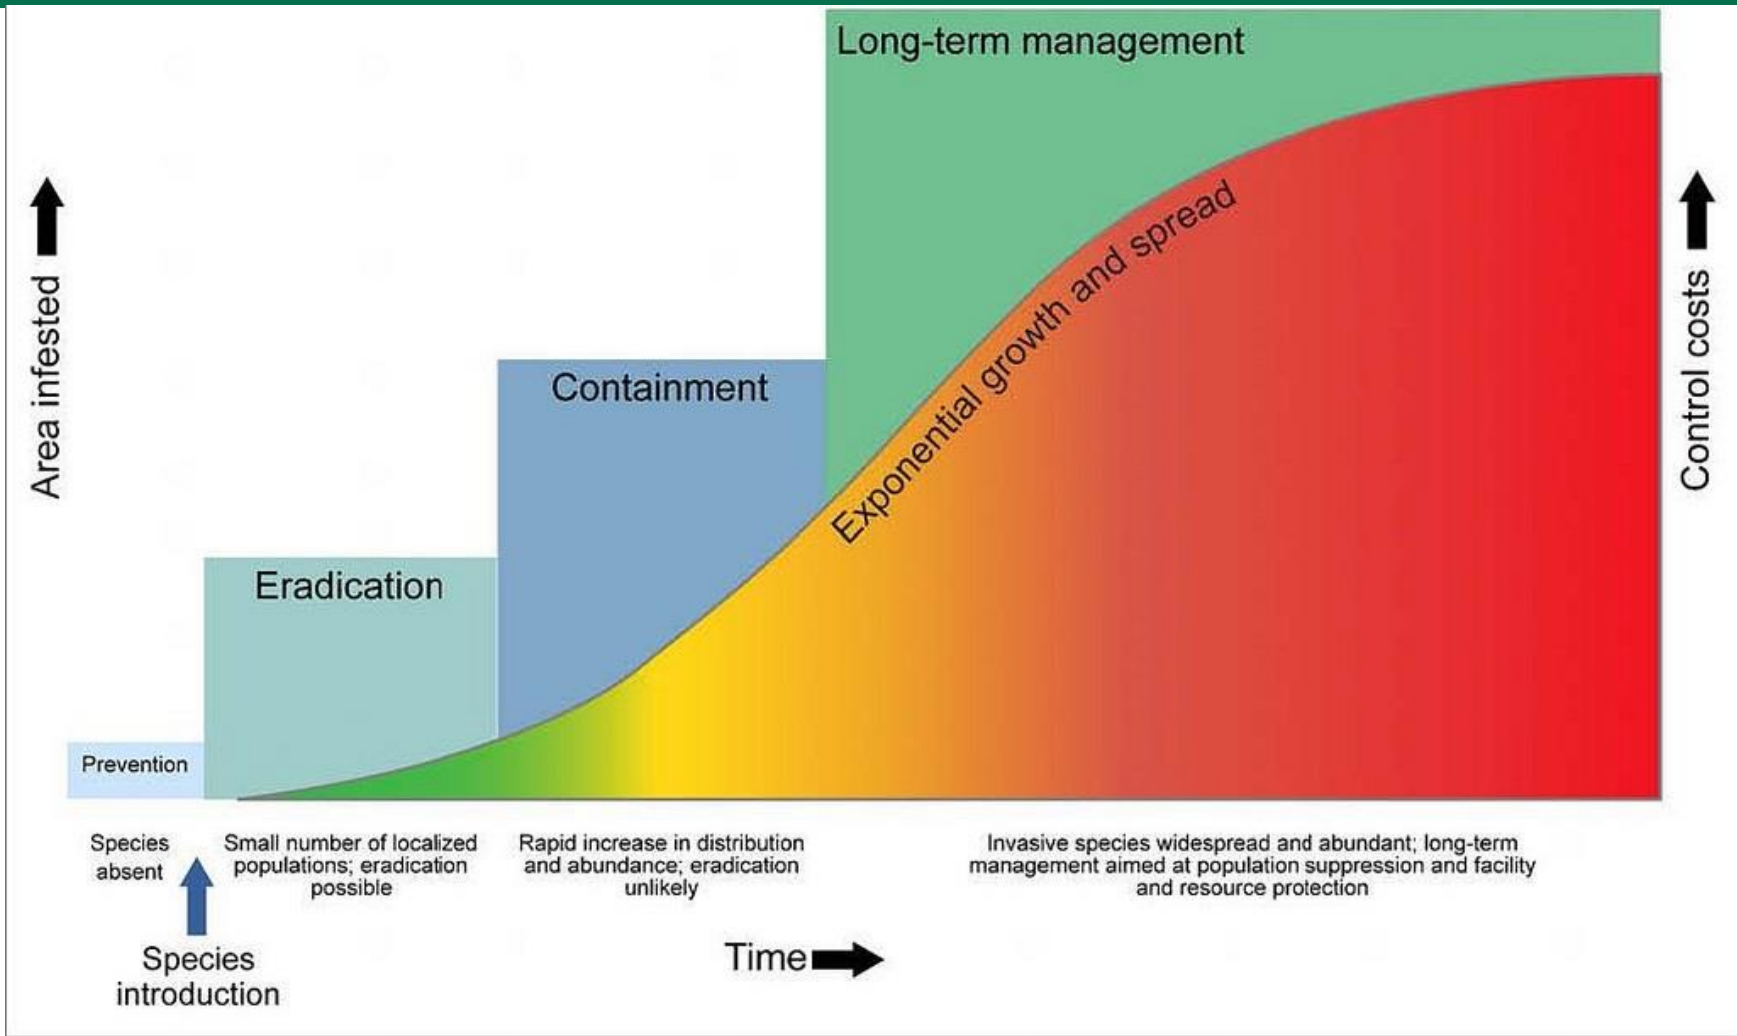 Long-term management
Area infested
Control costs
Exponential growth and spread
Containment
Eradication
Prevention
Species
absent
Small number of localized
populations; eradication
possible
Rapid increase in distribution
and abundance; eradication
unlikely
Invasive species widespread and abundant; long-term
management aimed at population suppression and facility
and resource protection
Species
introduction
Time